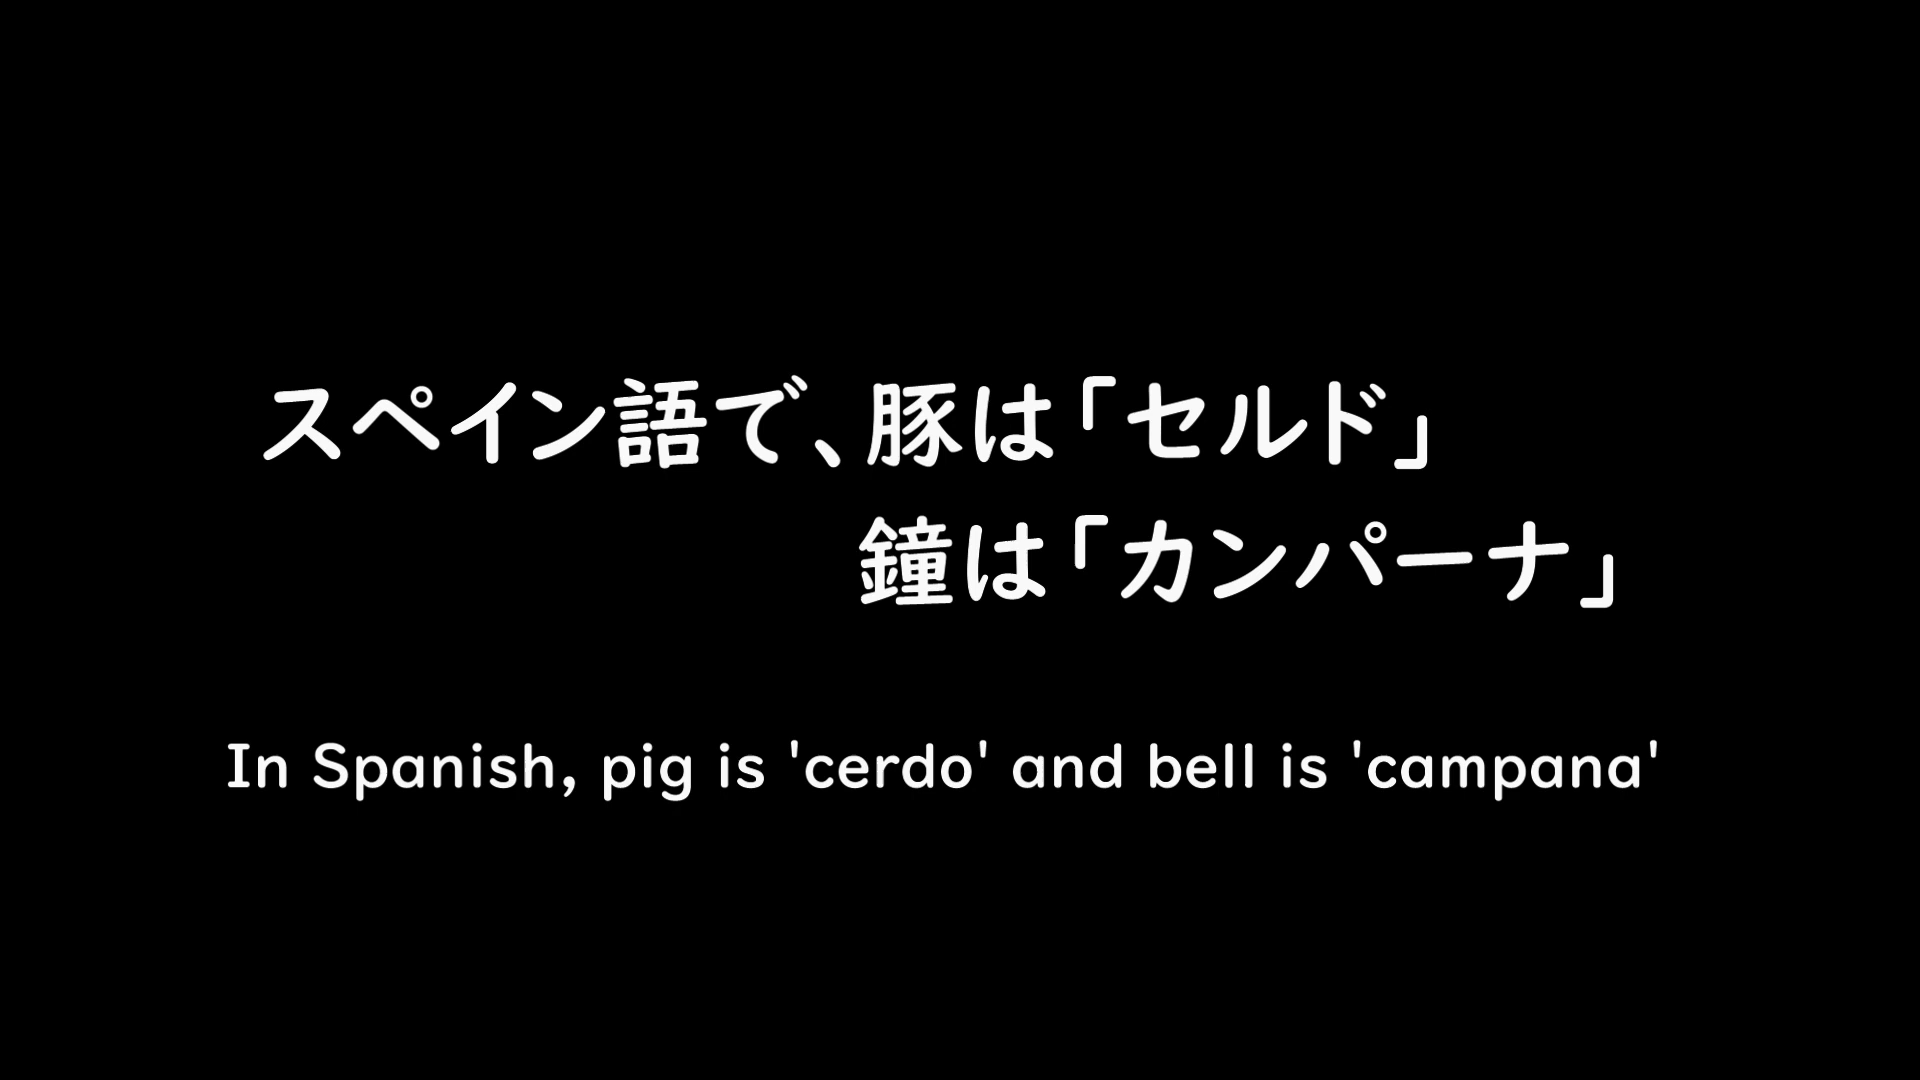 スペイン語で、豚は「セルド」
鐘は「カンパーナ」
In Spanish, pig is 'cerdo' and bell is 'campana'